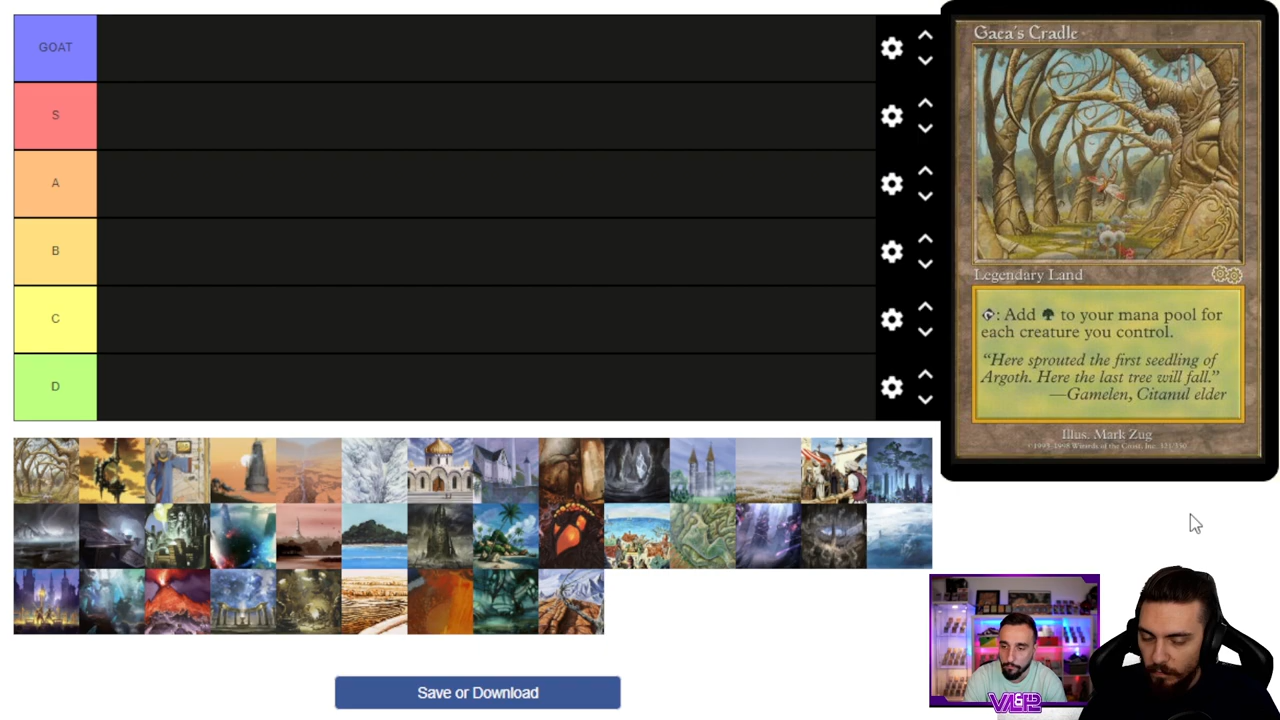 GOAT
S
A
B
C
D
Gaea's Cradle
Legendary Land
: Add to your mana pool for
each creature you control.
"Here sprouted the first seedling of
Argoth. Here the last tree will fall."
—Gamelen, Citanul elder
Illus. Mark Zug
Save or Download